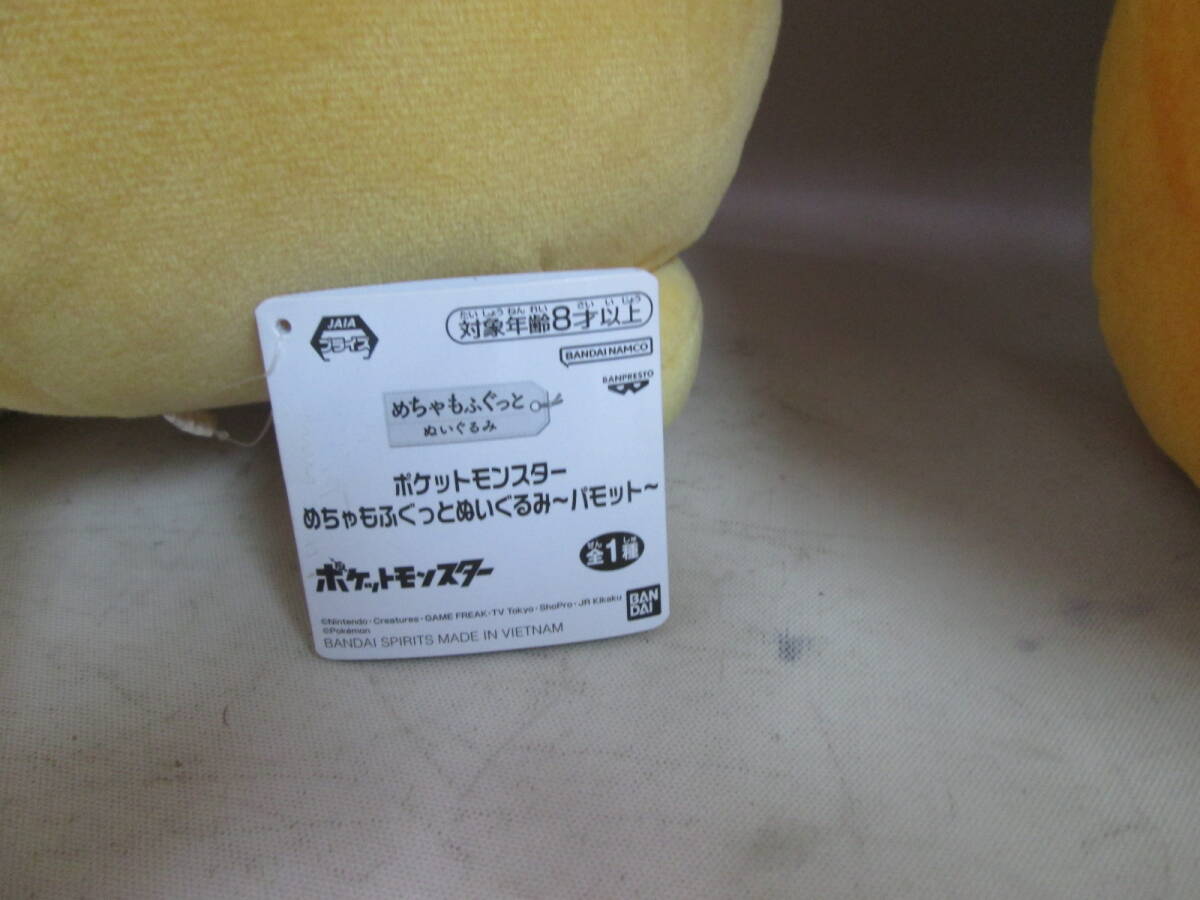 JAIA
プライズ
たいしょうねんれい さい いじょう
対象年齢8才以上
BANDAI NAMCO
BANPRESTO
めちゃもふぐっと
ぬいぐるみ
ポケットモンスター
めちゃもふぐっとぬいぐるみ〜パモット〜
ぜん しゅ
全1種
ポケットモンスター
©Nintendo・Creatures・GAME FREAK・TV Tokyo・ShoPro・JR Kikaku
©Pokémon
BANDAI SPIRITS MADE IN VIETNAM
BAN
DAI